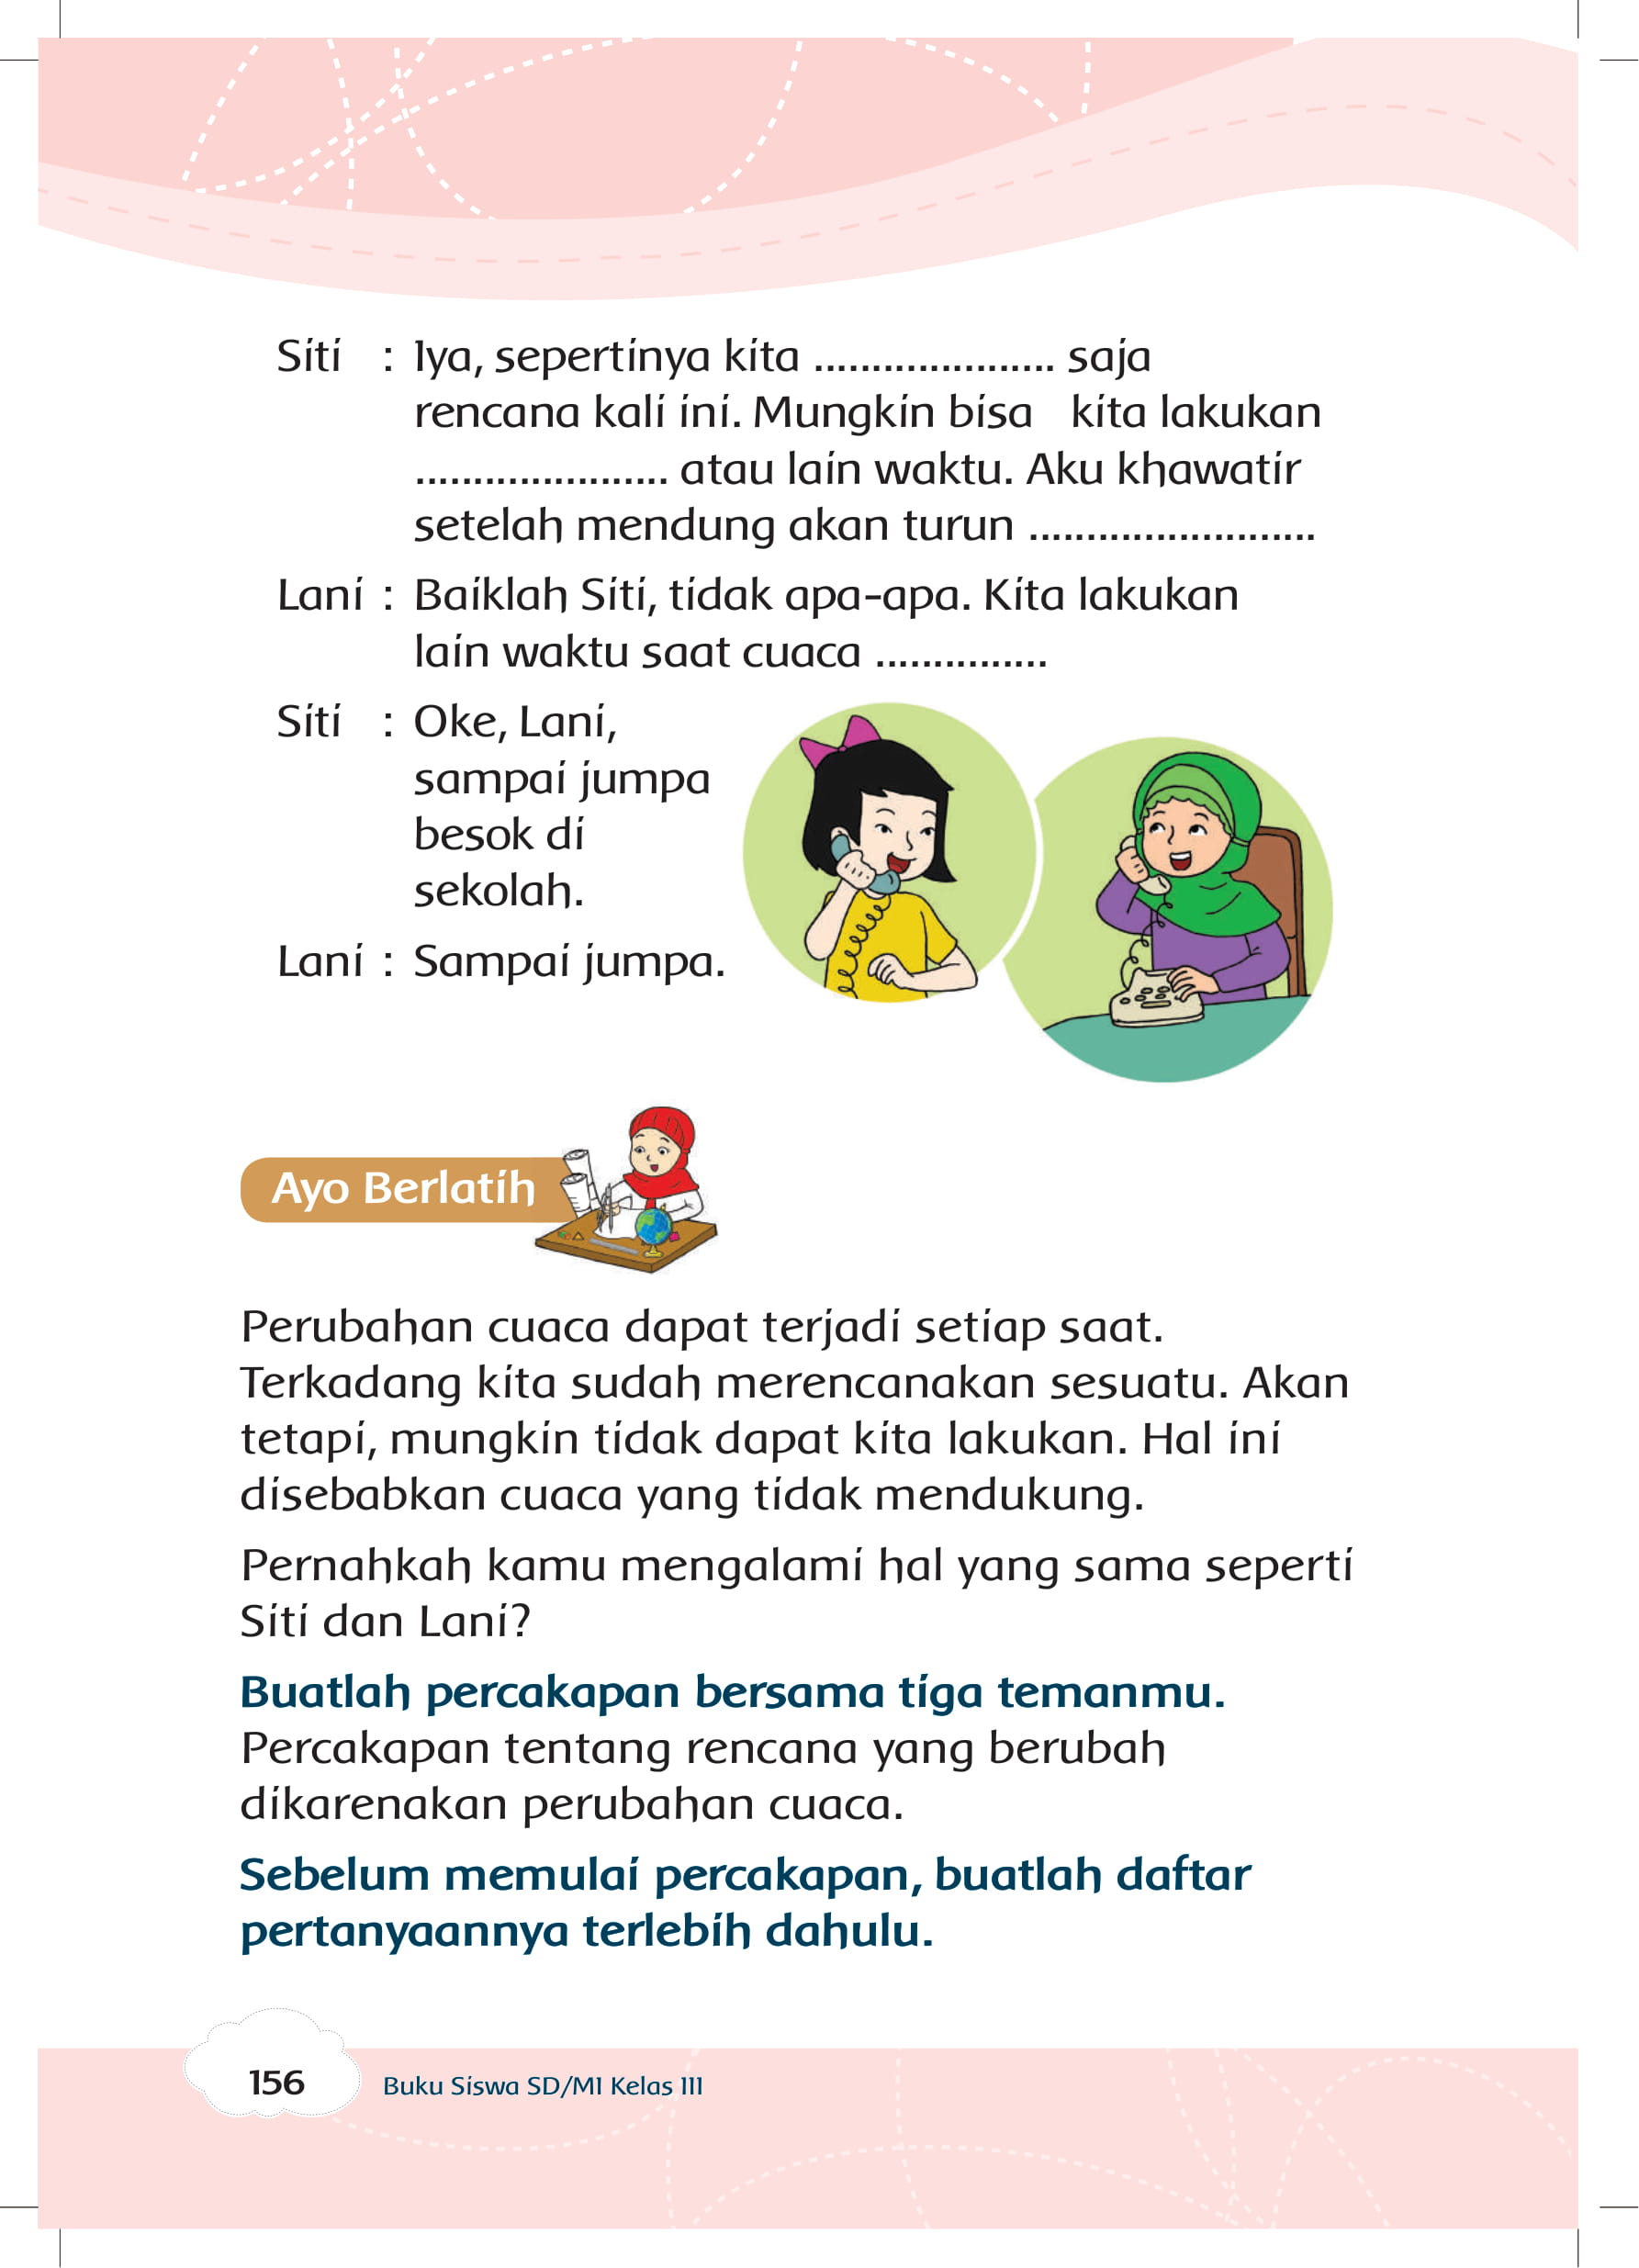 Siti : Iya, sepertinya kita ..................... saja
rencana kali ini. Mungkin bisa kita lakukan
...................... atau lain waktu. Aku khawatir
setelah mendung akan turun .........................
Lani : Baiklah Siti, tidak apa-apa. Kita lakukan
lain waktu saat cuaca ...............
Siti : Oke, Lani,
sampai jumpa
besok di
sekolah.
Lani : Sampai jumpa.
Ayo Berlatih
Perubahan cuaca dapat terjadi setiap saat.
Terkadang kita sudah merencanakan sesuatu. Akan
tetapi, mungkin tidak dapat kita lakukan. Hal ini
disebabkan cuaca yang tidak mendukung.
Pernahkah kamu mengalami hal yang sama seperti
Siti dan Lani?
Buatlah percakapan bersama tiga temanmu.
Percakapan tentang rencana yang berubah
dikarenakan perubahan cuaca.
Sebelum memulai percakapan, buatlah daftar
pertanyaannya terlebih dahulu.
156 Buku Siswa SD/MI Kelas III